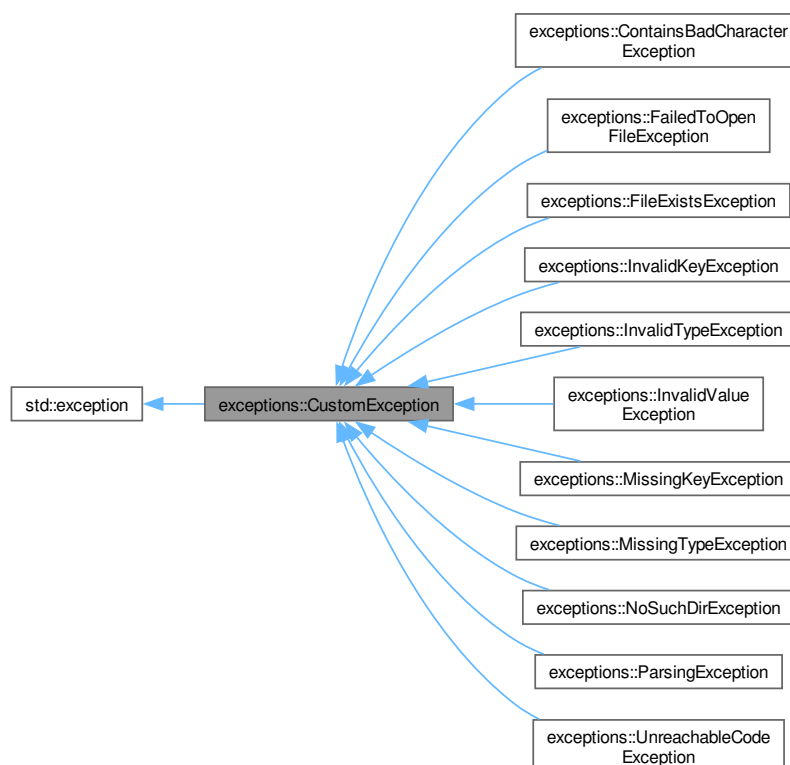 exceptions::ContainsBadCharacter
Exception
exceptions::FailedToOpen
FileException
exceptions::FileExistsException
exceptions::InvalidKeyException
exceptions::InvalidTypeException
std::exception
exceptions::CustomException
exceptions::InvalidValue
Exception
exceptions::MissingKeyException
exceptions::MissingTypeException
exceptions::NoSuchDirException
exceptions::ParsingException
exceptions::UnreachableCode
Exception